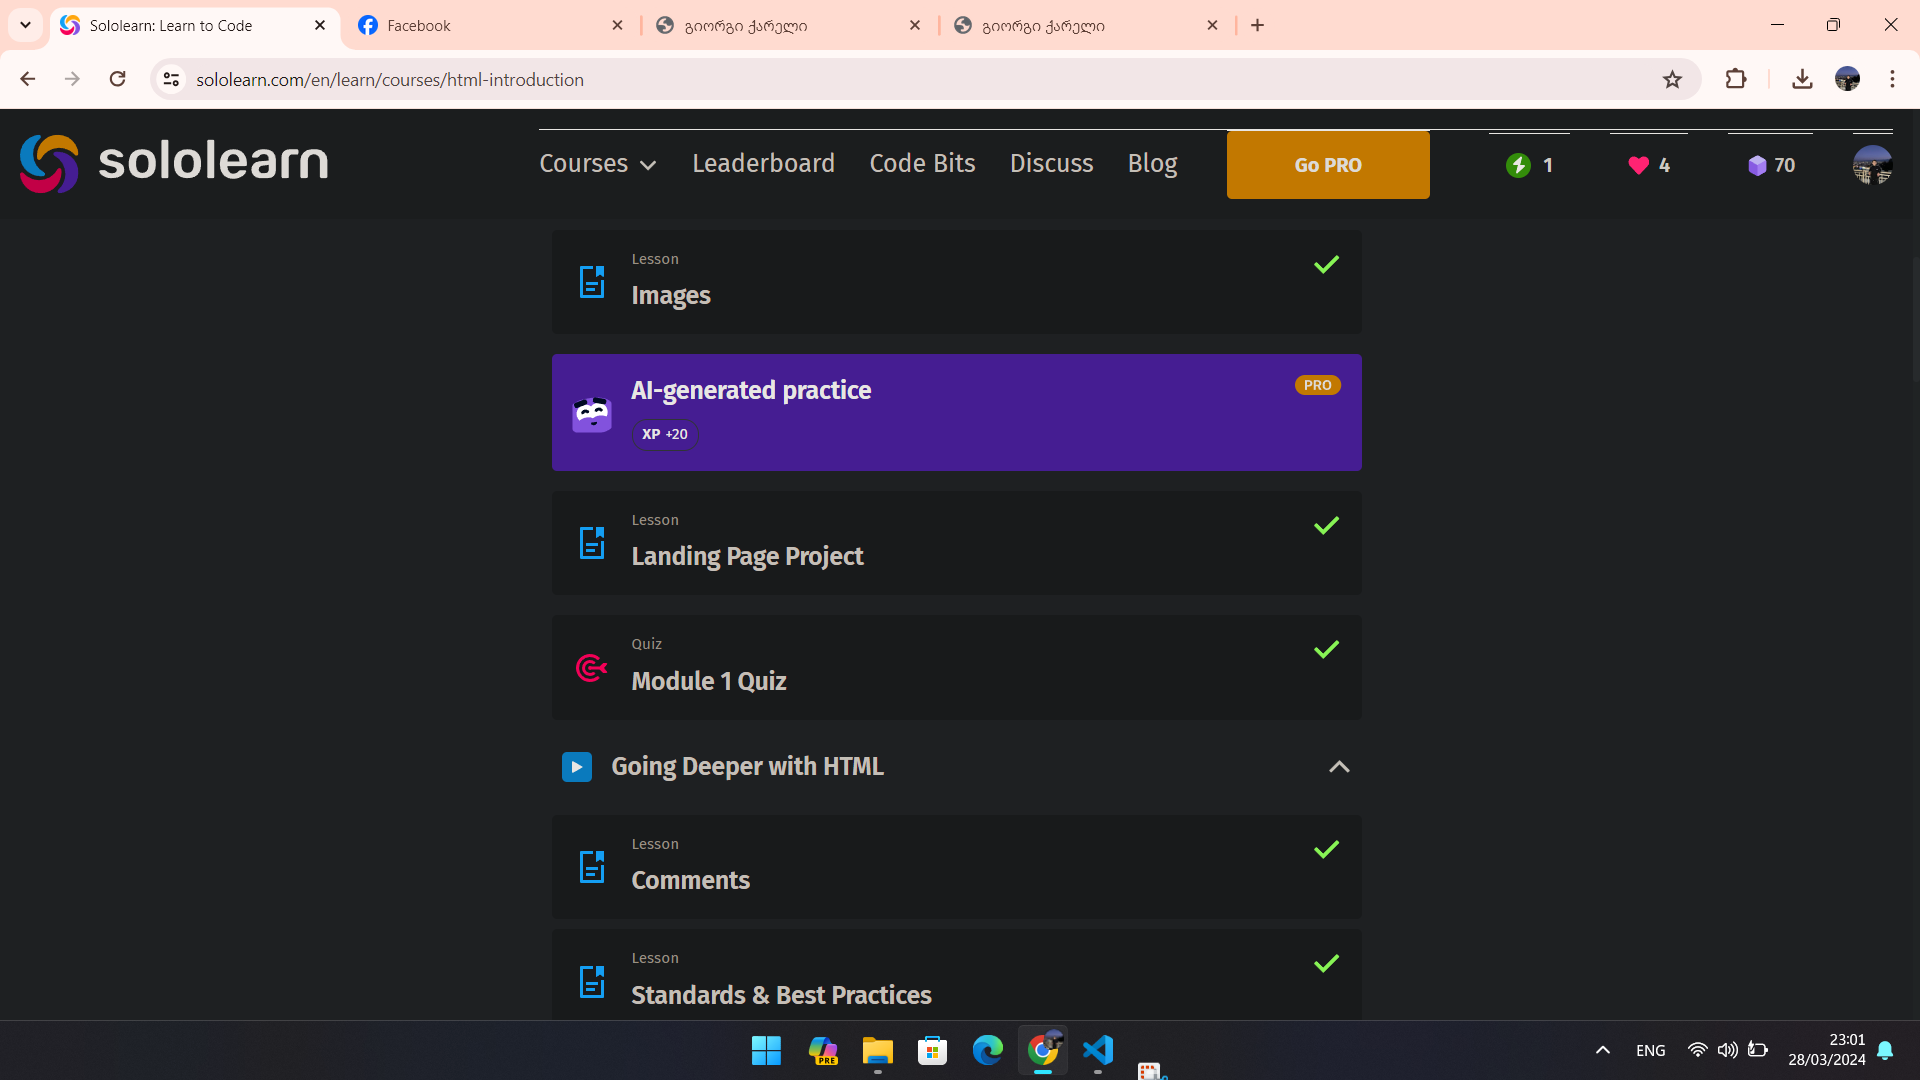 Sololearn: Learn to Code
Facebook
გიორგი ქარელი
გიორგი ქარელი
sololearn.com/en/learn/courses/html-introduction
sololearn
Courses
Leaderboard
Code Bits
Discuss
Blog
Go PRO
1
4
70
Lesson
Images
AI-generated practice
PRO
XP +20
Lesson
Landing Page Project
Quiz
Module 1 Quiz
Going Deeper with HTML
Lesson
Comments
Lesson
Standards & Best Practices
PRE
ENG
23:01
28/03/2024